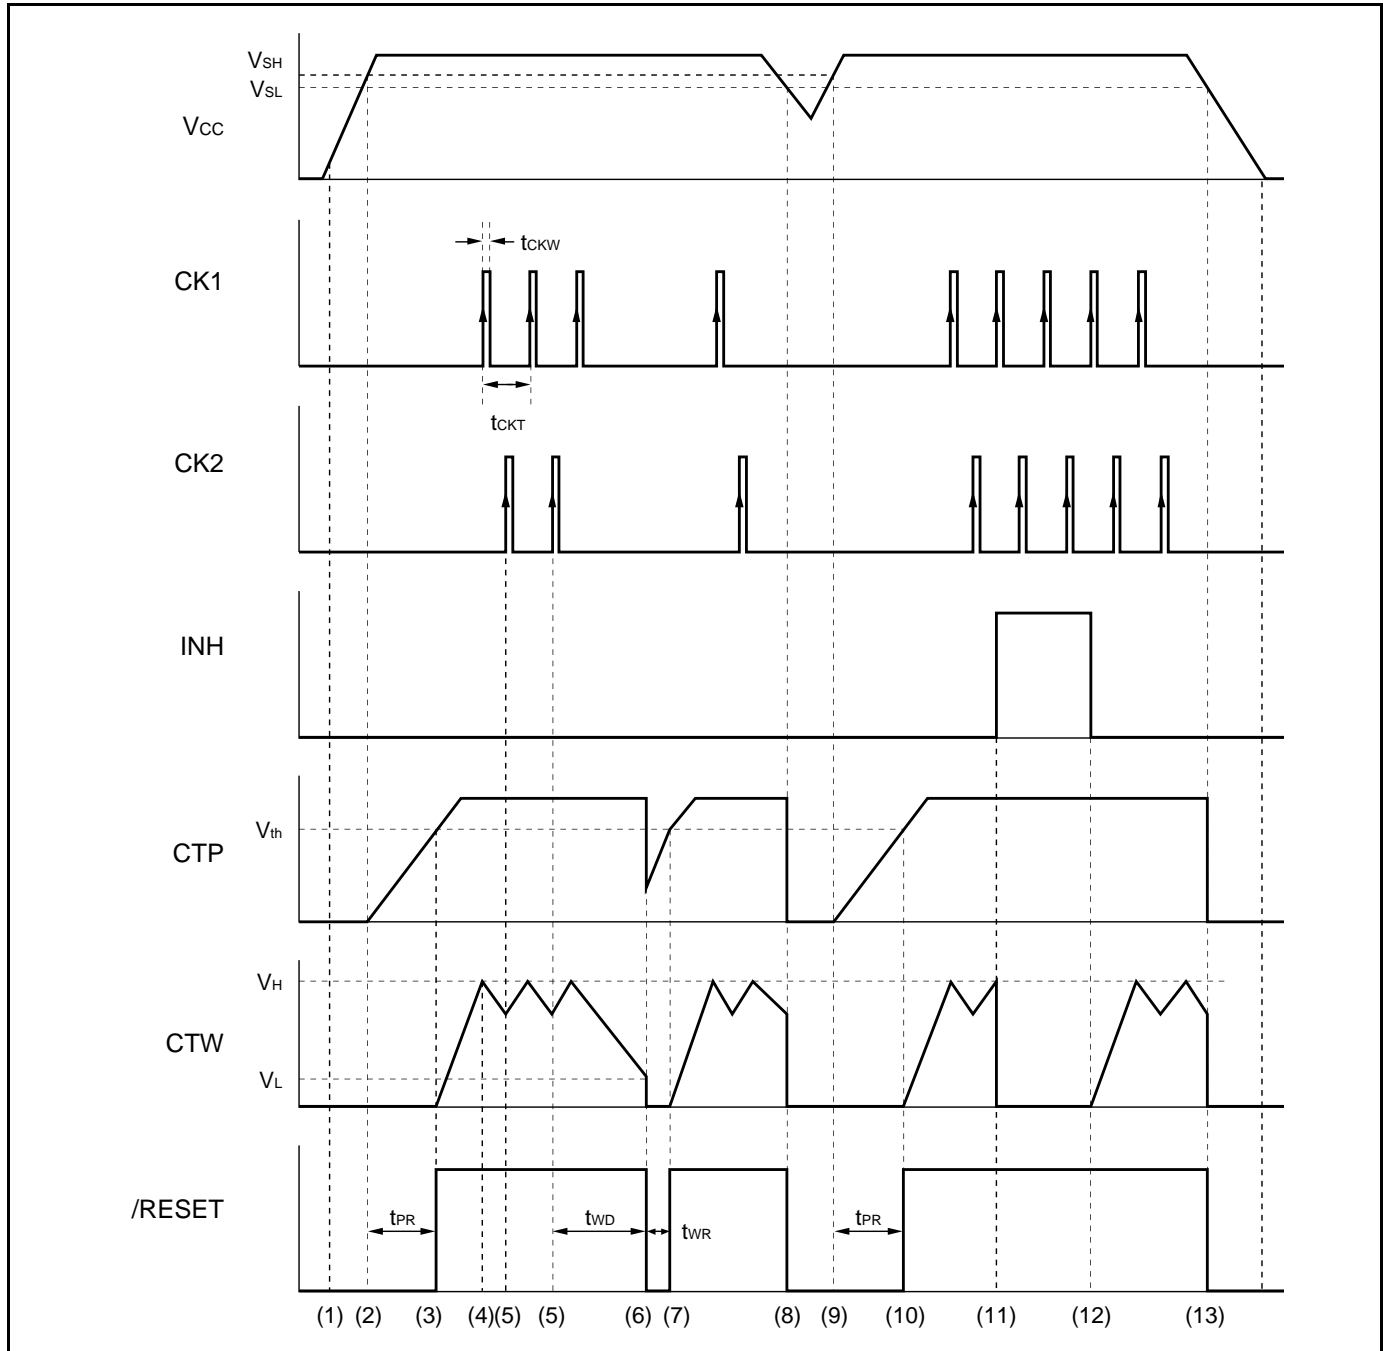 VSH
VSL
VCC
tCKW
CK1
tCKT
CK2
INH
Vth
CTP
VH
CTW
VL
/RESET
tPR
tWD
tWR
tPR
(1) (2) (3) (4)(5) (5) (6) (7) (8) (9) (10) (11) (12) (13)